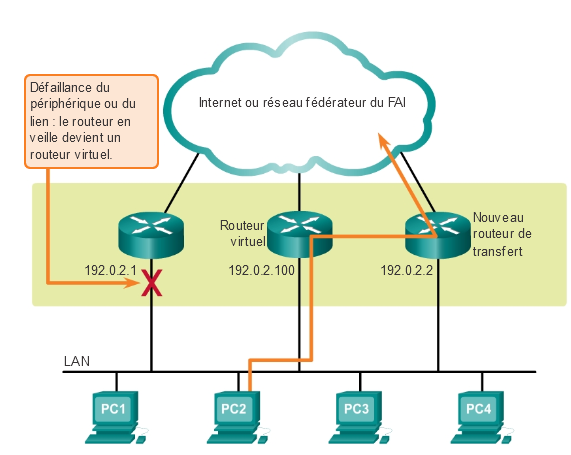 Internet ou réseau fédérateur du FAI
Défaillance du
périphérique ou du
lien : le routeur en
veille devient un
routeur virtuel.
Routeur
virtuel
Nouveau
routeur de
transfert
192.0.2.1
192.0.2.100
192.0.2.2
LAN
PC1
PC2
PC3
PC4